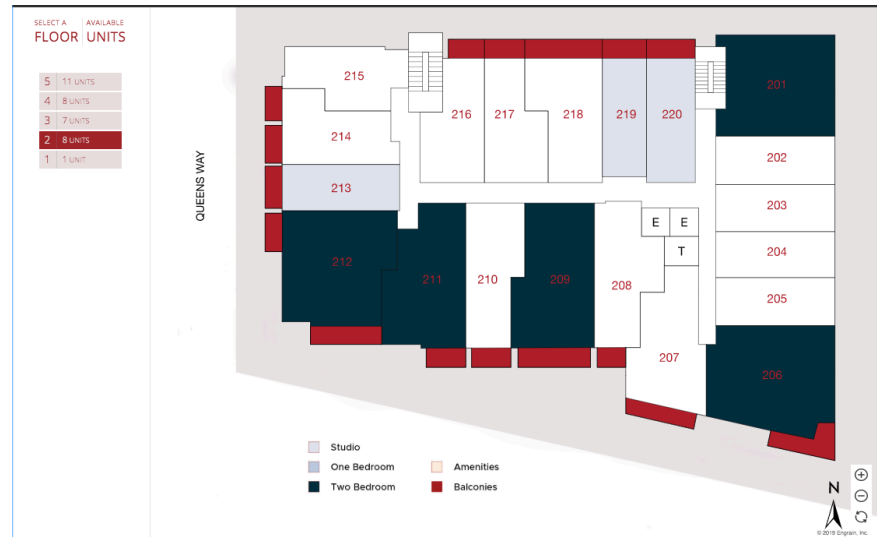 SELECT A
FLOOR
AVAILABLE
UNITS
5 11 UNITS
4 8 UNITS
3 7 UNITS
2 8 UNITS
1 1 UNIT
QUEENS WAY
215
216
217
218
219
220
201
214
202
213
203
E E
T
204
212
211
210
209
208
205
207
206
Studio
One Bedroom
Two Bedroom
Amenities
Balconies
N
© 2019 Engrain, Inc.